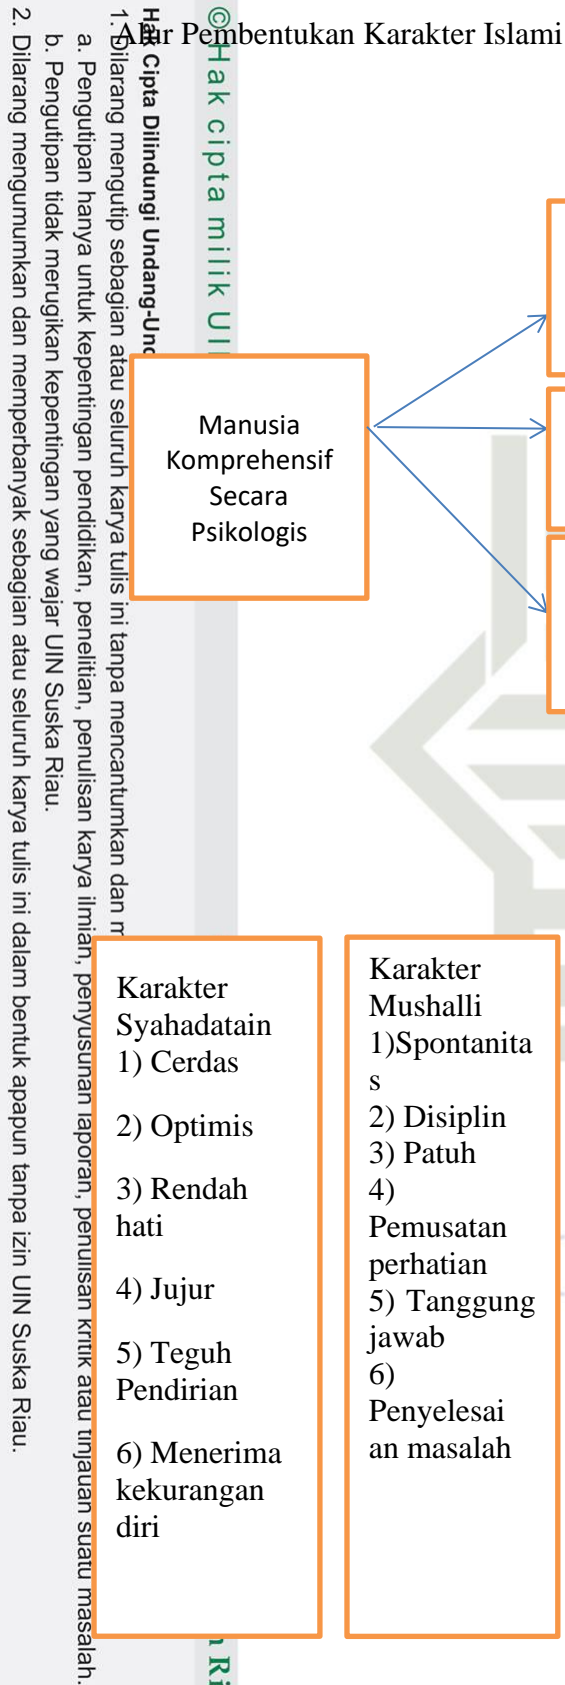 Alur Pembentukan Karakter Islami
Manusia
Komprehensif
Secara
Psikologis
Karakter
Syahadatain
1) Cerdas
2) Optimis
3) Rendah
hati
4) Jujur
5) Teguh
Pendirian
6) Menerima
kekurangan
diri
Karakter
Mushalli
1)Spontanita
s
2) Disiplin
3) Patuh
4)
Pemusatan
perhatian
5) Tanggung
jawab
6)
Penyelesai
an masalah
© Hak cipta milik UI
Hak Cipta Dilindungi Undang-Und
1. Dilarang mengutip sebagian atau seluruh karya tulis ini tanpa mencantumkan dan m
a. Pengutipan hanya untuk kepentingan pendidikan, penelitian, penulisan karya ilmiah, penyusunan laporan, penulisan kritik atau tinjauan suatu masalah.
b. Pengutipan tidak merugikan kepentingan yang wajar UIN Suska Riau.
2. Dilarang mengumumkan dan memperbanyak sebagian atau seluruh karya tulis ini dalam bentuk apapun tanpa izin UIN Suska Riau.